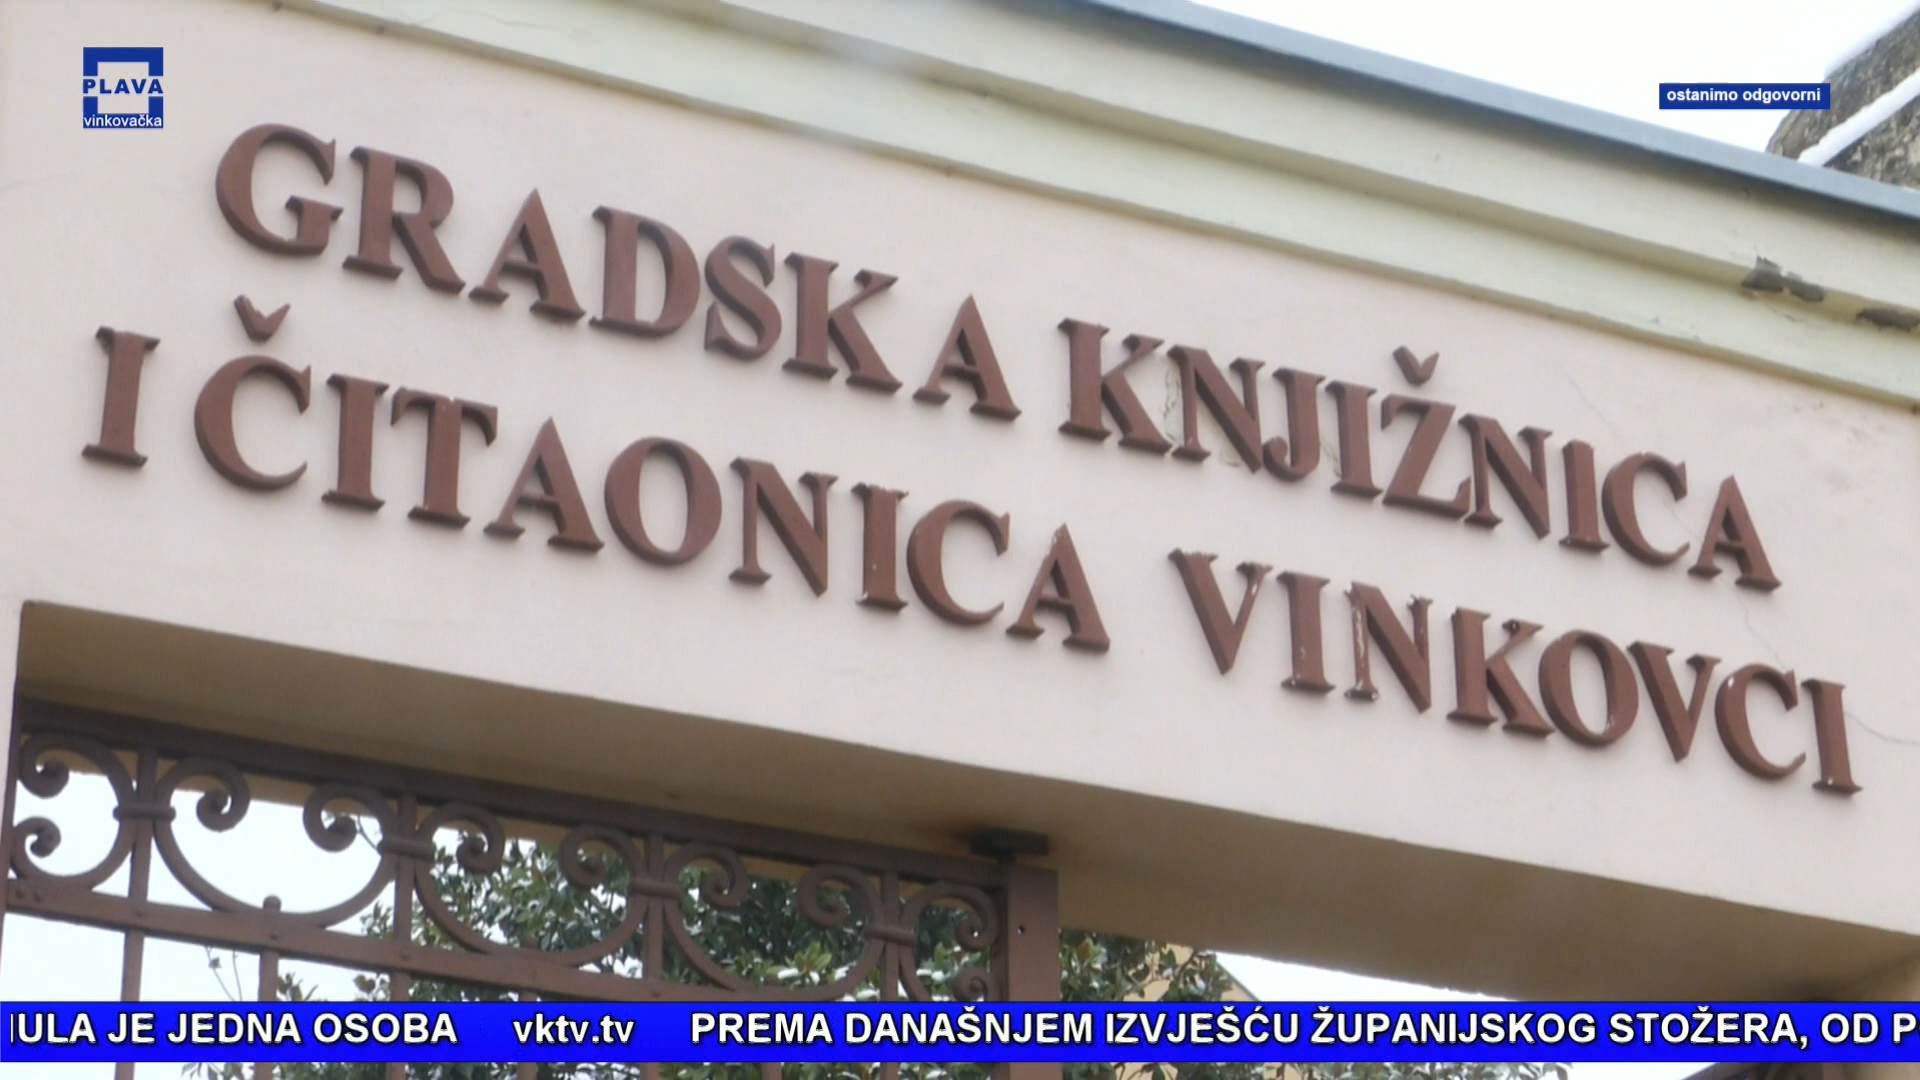 PLAVA
vinkovačka
ostanimo odgovorni
GRADSKA KNJIŽNICA
I ČITAONICA VINKOVCI
JE JEDNA OSOBA vktv.tv PREMA DANAŠNJEM IZVJEŠĆU ŽUPANIJSKOG STOŽERA, OD